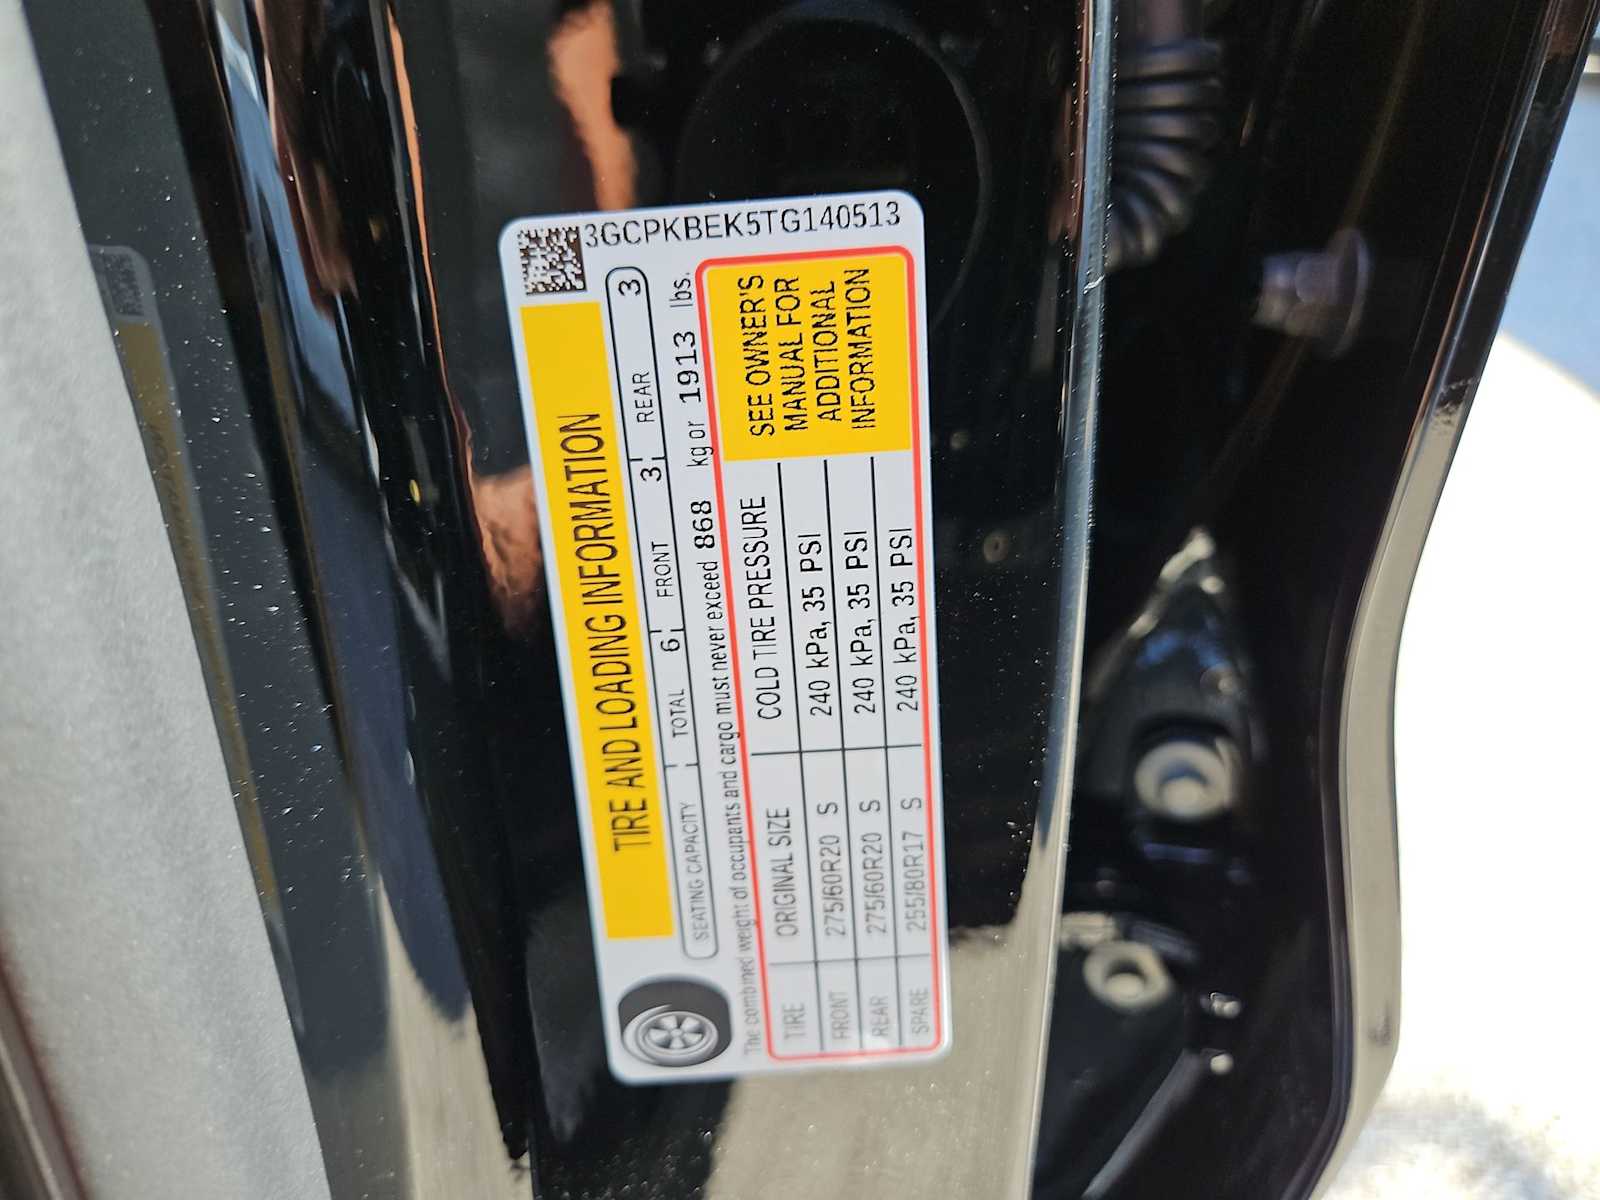 3GCPKBEK5TG140513
TIRE AND LOADING INFORMATION
SEATING CAPACITY TOTAL 6 FRONT 3 REAR 3
The combined weight of occupants and cargo must never exceed 868 kg or 1913 lbs.
TIRE ORIGINAL SIZE COLD TIRE PRESSURE
FRONT 275/60R20 S 240 kPa, 35 PSI
REAR 275/60R20 S 240 kPa, 35 PSI
SPARE 255/80R17 S 240 kPa, 35 PSI
SEE OWNER'S
MANUAL FOR
ADDITIONAL
INFORMATION